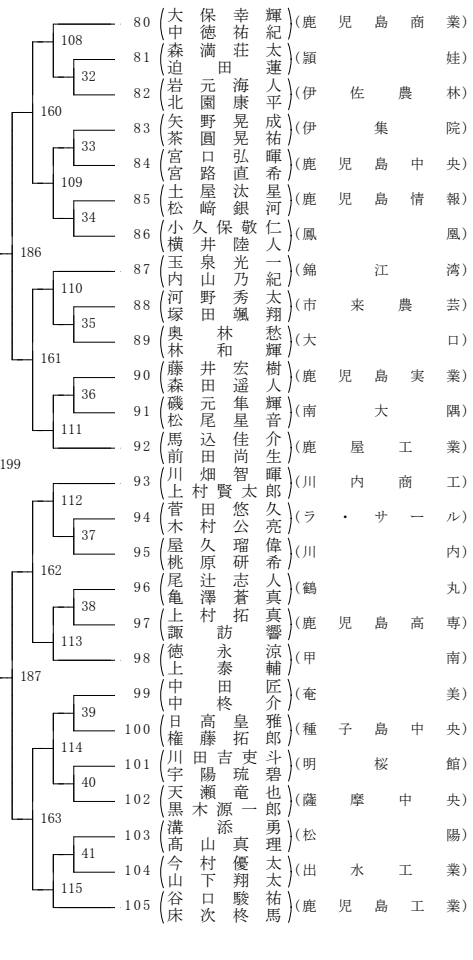 80 大保幸輝 中徳祐紀 (鹿児島商業)
108
81 森満荘太 迫田蓮 (頴娃)
32
82 岩元海人 北園康平 (伊佐農林)
160
83 矢野晃成 茶圓晃祐 (伊集院)
33
84 宮口弘暉 宮路直希 (鹿児島中央)
109
85 土屋汰星 松﨑銀河 (鹿児島情報)
34
86 小久保敬仁 横井陸人 (鳳凰)
186
87 玉泉光一 内山乃紀 (錦江湾)
110
88 河野秀太 塚田颯翔 (市来農芸)
35
89 奥林愁 林和輝 (大口)
161
90 藤井宏樹 森田遥人 (鹿児島実業)
36
91 磯元隼輝 松尾星音 (南大隅)
111
92 馬込佳介 前田尚生 (鹿屋工業)
199
93 川畑智暉 上村賢太郎 (川内商工)
112
94 菅田悠久 木村公亮 (ラ・サール)
37
95 屋久瑠偉 桃原研希 (川内)
162
96 尾辻志人 亀澤蒼真 (鶴丸)
38
97 上村拓真 諏訪響 (鹿児島高専)
113
98 徳永涼 上泰輔 (甲南)
187
99 中田匠 中柊介 (奄美)
39
100 日高皇雅 権藤拓郎 (種子島中央)
114
101 川田吉吏斗 宇陽琉碧 (明桜館)
40
102 天瀬竜也 黒木源一郎 (薩摩中央)
163
103 溝添勇 髙山真理 (松陽)
41
104 今村優太 山下翔太 (出水工業)
115
105 谷口駿祐 床次柊馬 (鹿児島工業)